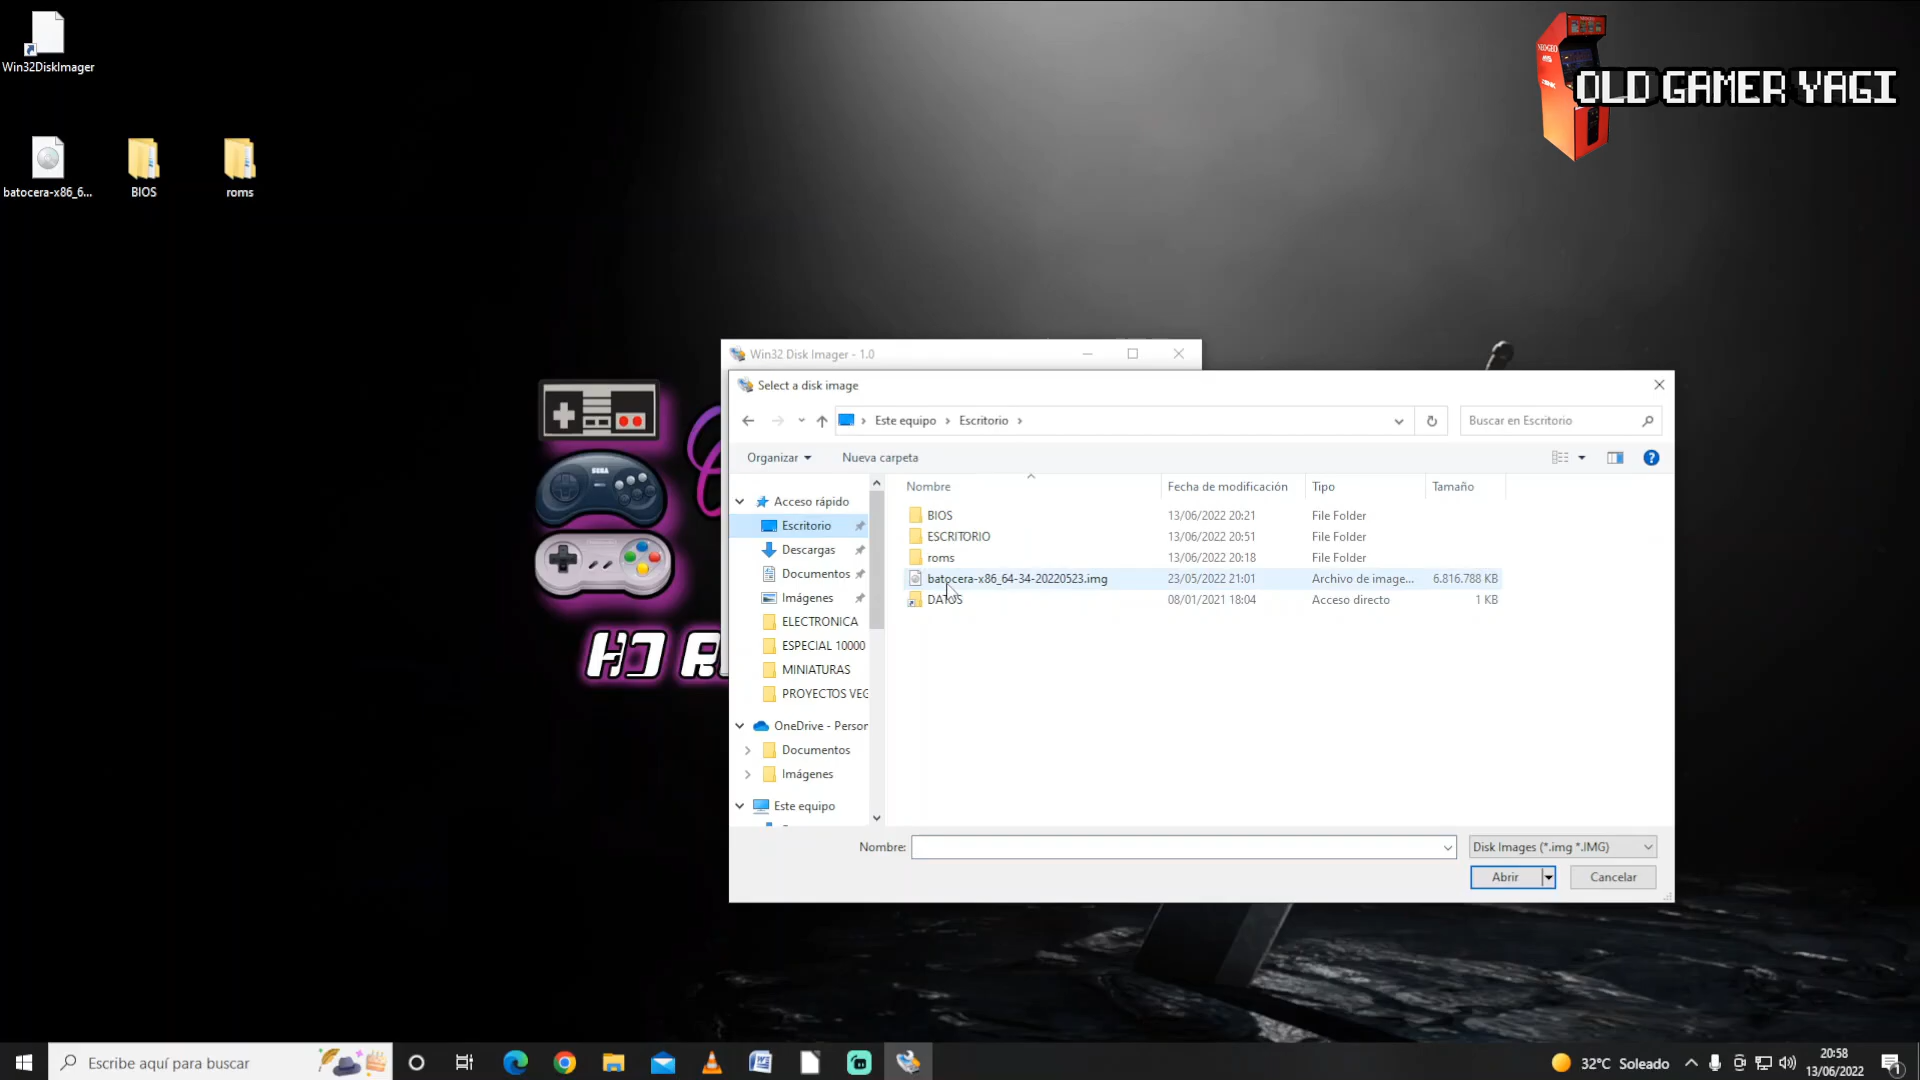 Win32DiskImager
OLD GAMER YAGI
batocera-x86_6...
BIOS
roms
Win32 Disk Imager - 1.0
Select a disk image
Este equipo
Escritorio
Buscar en Escritorio
Organizar
Nueva carpeta
Nombre
Fecha de modificación
Tipo
Tamaño
Acceso rápido
Escritorio
Descargas
Documentos
Imágenes
ELECTRONICA
ESPECIAL 10000
MINIATURAS
PROYECTOS VEG
OneDrive - Person
Documentos
Imágenes
Este equipo
BIOS 13/06/2022 20:21 File Folder
ESCRITORIO 13/06/2022 20:51 File Folder
roms 13/06/2022 20:18 File Folder
batocera-x86_64-34-20220523.img 23/05/2022 21:01 Archivo de image... 6.816.788 KB
DATOS 08/01/2021 18:04 Acceso directo 1 KB
Nombre:
Disk Images (*.img *.IMG)
Abrir
Cancelar
SEGA
Escribe aquí para buscar
32°C Soleado
20:58
13/06/2022
1